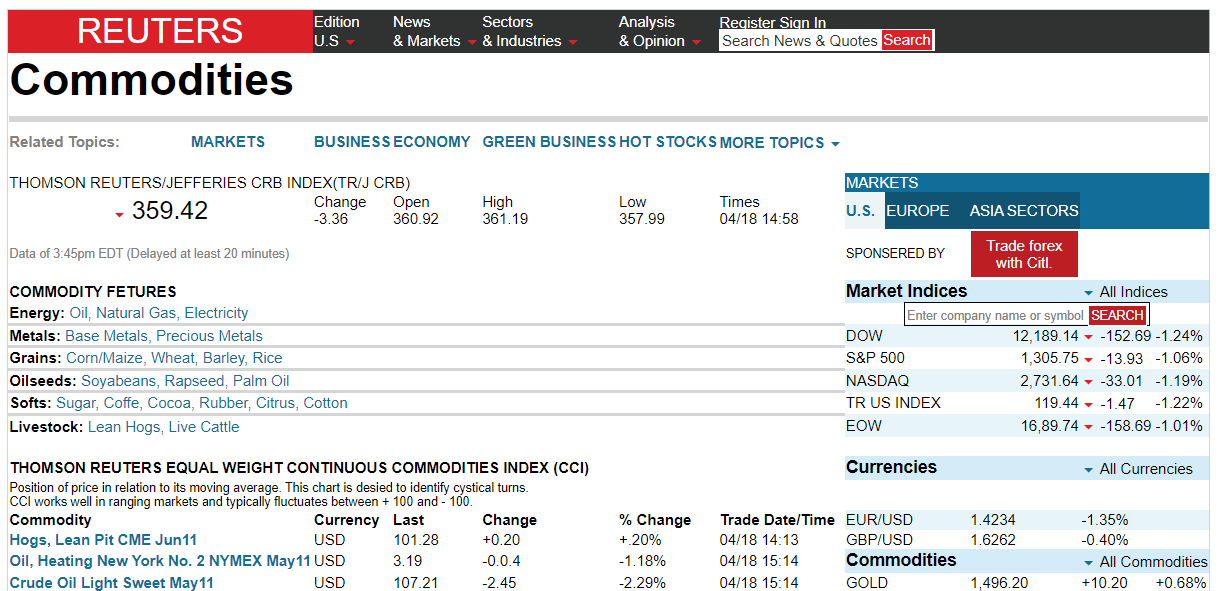 REUTERS
Edition News Sectors Analysis Register Sign In
U.S & Markets & Industries & Opinion Search News & Quotes Search
Commodities
Related Topics: MARKETS BUSINESS ECONOMY GREEN BUSINESS HOT STOCKS MORE TOPICS
THOMSON REUTERS/JEFFERIES CRB INDEX(TR/J CRB)
359.42
Change Open High Low Times
-3.36 360.92 361.19 357.99 04/18 14:58
Data of 3:45pm EDT (Delayed at least 20 minutes)
COMMODITY FETURES
Energy: Oil, Natural Gas, Electricity
Metals: Base Metals, Precious Metals
Grains: Corn/Maize, Wheat, Barley, Rice
Oilseeds: Soyabeans, Rapseed, Palm Oil
Softs: Sugar, Coffe, Cocoa, Rubber, Citrus, Cotton
Livestock: Lean Hogs, Live Cattle
THOMSON REUTERS EQUAL WEIGHT CONTINUOUS COMMODITIES INDEX (CCI)
Position of price in relation to its moving average. This chart is desied to identify cystical turns.
CCI works well in ranging markets and typically fluctuates between + 100 and - 100.
Commodity Currency Last Change % Change Trade Date/Time
Hogs, Lean Pit CME Jun11 USD 101.28 +0.20 +.20% 04/18 14:13
Oil, Heating New York No. 2 NYMEX May11 USD 3.19 -0.0.4 -1.18% 04/18 15:14
Crude Oil Light Sweet May11 USD 107.21 -2.45 -2.29% 04/18 15:14
MARKETS
U.S. EUROPE ASIA SECTORS
SPONSERED BY
Trade forex
with Citl.
Market Indices All Indices
Enter company name or symbol SEARCH
DOW 12,189.14 -152.69 -1.24%
S&P 500 1,305.75 -13.93 -1.06%
NASDAQ 2,731.64 -33.01 -1.19%
TR US INDEX 119.44 -1.47 -1.22%
EOW 16,89.74 -158.69 -1.01%
Currencies All Currencies
EUR/USD 1.4234 -1.35%
GBP/USD 1.6262 -0.40%
Commodities All Commodities
GOLD 1,496.20 +10.20 +0.68%